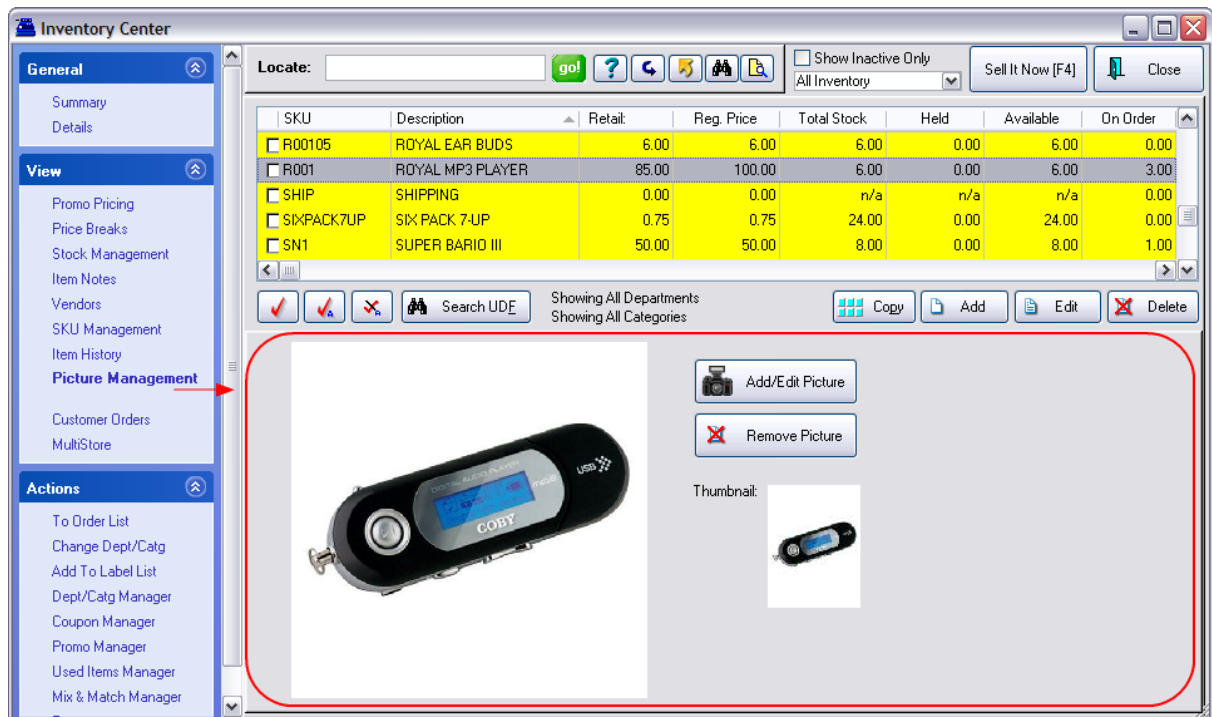 Inventory Center
General
Summary
Details
View
Promo Pricing
Price Breaks
Stock Management
Item Notes
Vendors
SKU Management
Item History
Picture Management
Customer Orders
MultiStore
Actions
To Order List
Change Dept/Catg
Add To Label List
Dept/Catg Manager
Coupon Manager
Promo Manager
Used Items Manager
Mix & Match Manager
Locate: go! ? Show Inactive Only
All Inventory
Sell It Now [F4] Close
SKU Description Retail: Reg. Price Total Stock Held Available On Order
R00105 ROYAL EAR BUDS 6.00 6.00 6.00 0.00 6.00 0.00
R001 ROYAL MP3 PLAYER 85.00 100.00 6.00 0.00 6.00 3.00
SHIP SHIPPING 0.00 0.00 n/a n/a n/a 0.00
SIXPACK7UP SIX PACK 7-UP 0.75 0.75 24.00 0.00 24.00 0.00
SN1 SUPER BARIO III 50.00 50.00 8.00 0.00 8.00 1.00
Search UDF Showing All Departments
Showing All Categories
Copy Add Edit Delete
Add/Edit Picture
Remove Picture
Thumbnail:
DIGITAL AUDIO PLAYER
USB
COBY